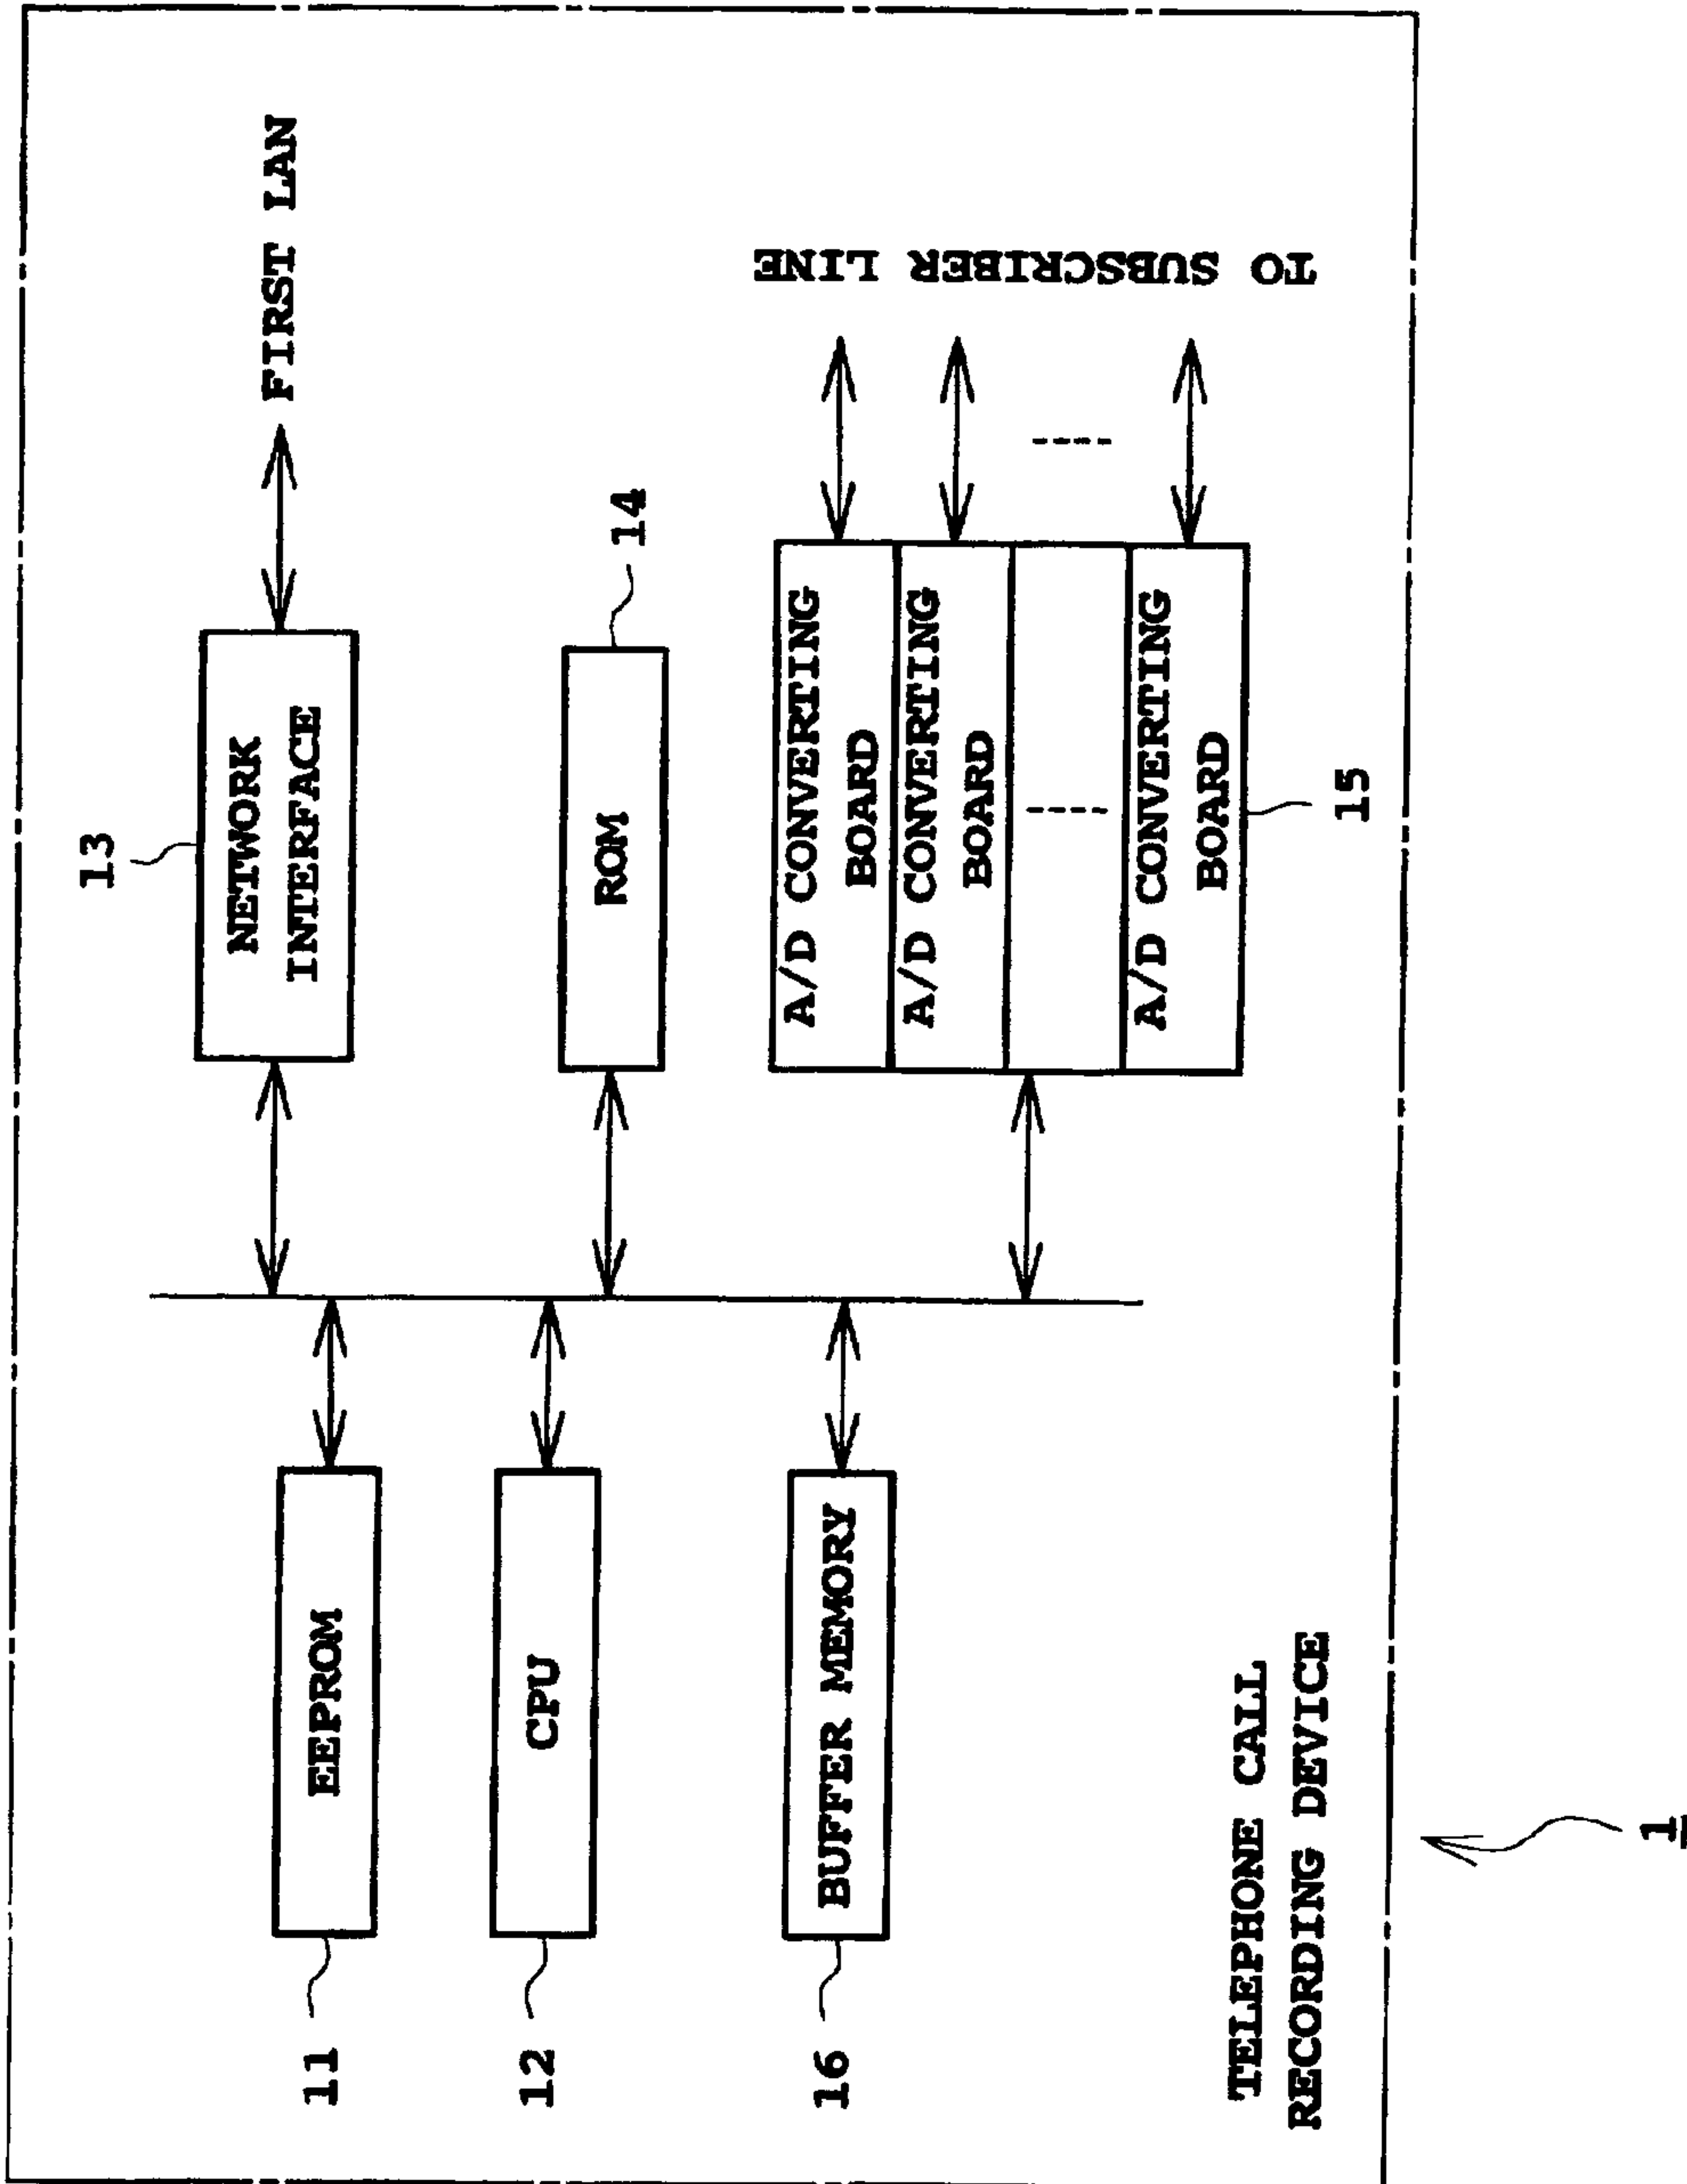 13
NETWORK
INTERFACE
FIRST LAN
11
EEPROM
12
CPU
ROM
14
16
BUFFER MEMORY
A/D CONVERTING
BOARD
A/D CONVERTING
BOARD
A/D CONVERTING
BOARD
15
TO SUBSCRIBER LINE
TELEPHONE CALL
RECORDING DEVICE
1